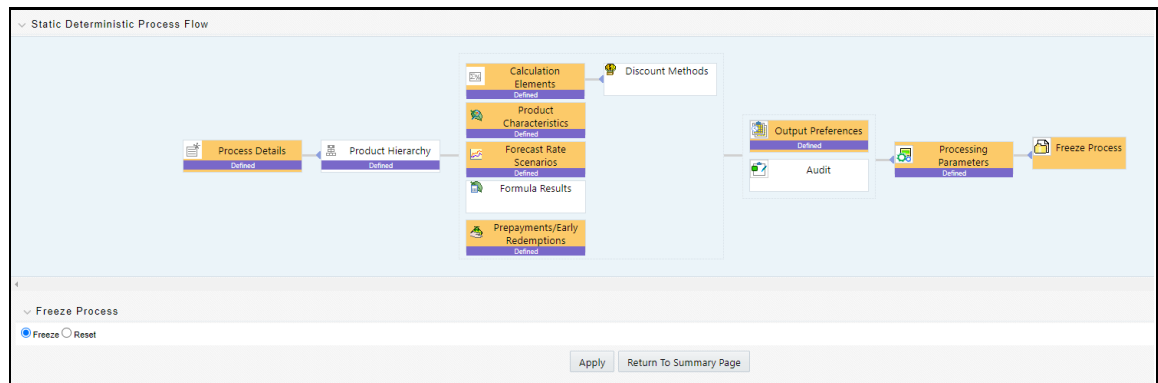 Static Deterministic Process Flow
Process Details
Defined
Product Hierarchy
Defined
Calculation
Elements
Defined
Discount Methods
Product
Characteristics
Defined
Forecast Rate
Scenarios
Defined
Formula Results
Prepayments/Early
Redemptions
Defined
Output Preferences
Defined
Audit
Processing
Parameters
Defined
Freeze Process
Freeze Process
Freeze Reset
Apply Return To Summary Page